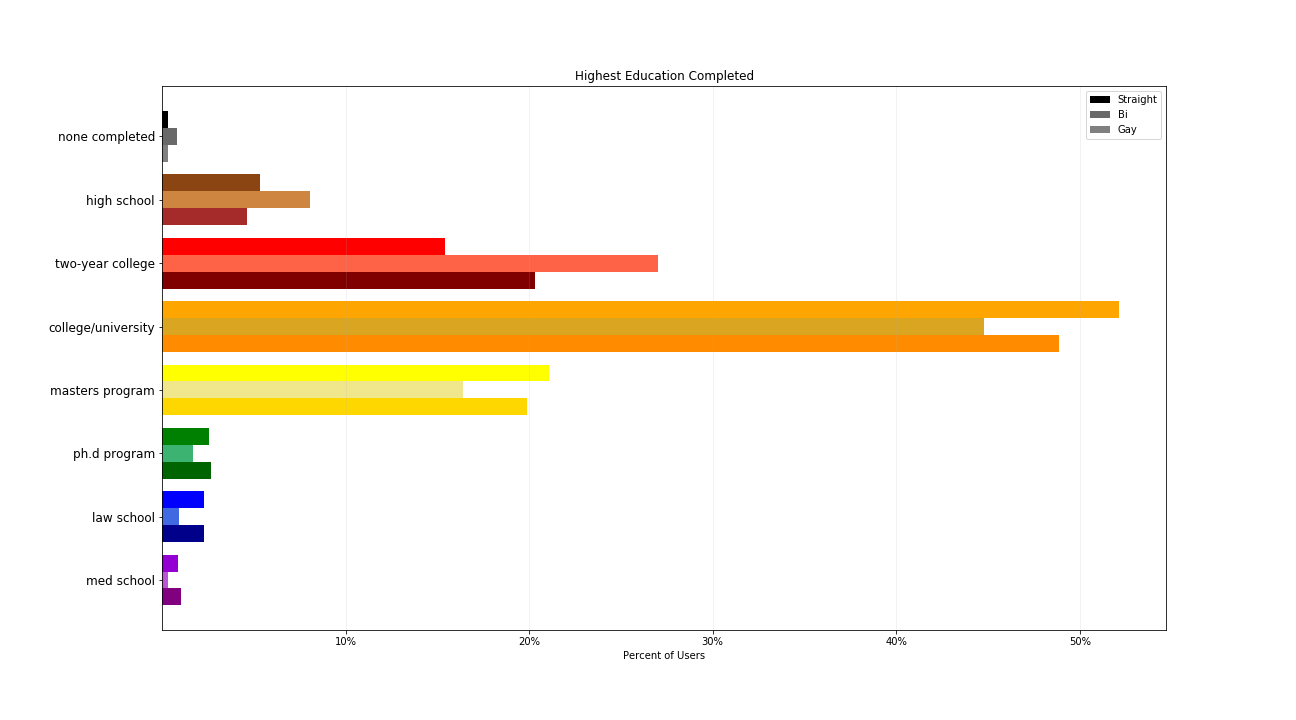 Highest Education Completed
Straight
Bi
Gay
none completed
high school
two-year college
college/university
masters program
ph.d program
law school
med school
10% 20% 30% 40% 50%
Percent of Users